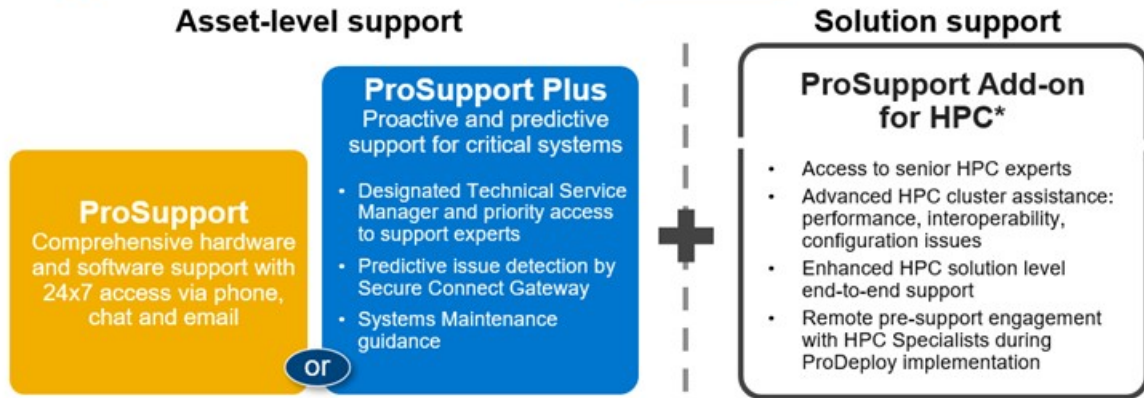 Asset-level support
Solution support
ProSupport
Comprehensive hardware
and software support with
24x7 access via phone,
chat and email
or
ProSupport Plus
Proactive and predictive
support for critical systems
• Designated Technical Service
Manager and priority access
to support experts
• Predictive issue detection by
Secure Connect Gateway
• Systems Maintenance
guidance
ProSupport Add-on
for HPC*
• Access to senior HPC experts
• Advanced HPC cluster assistance:
performance, interoperability,
configuration issues
• Enhanced HPC solution level
end-to-end support
• Remote pre-support engagement
with HPC Specialists during
ProDeploy implementation